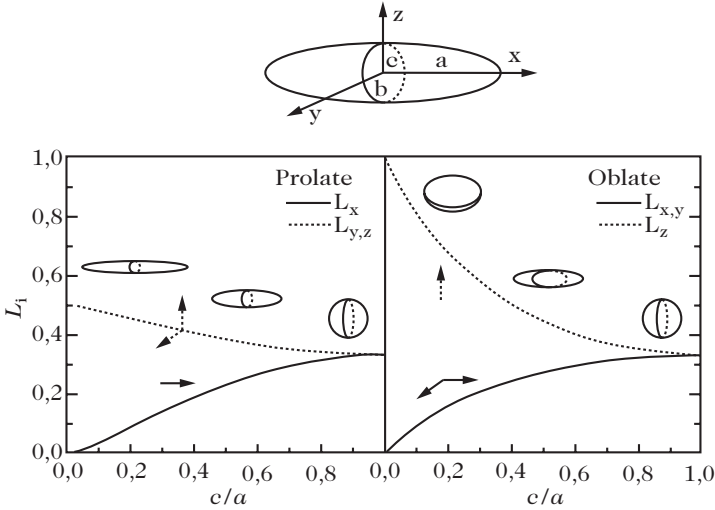 z
c
a
x
b
y
1,0
0,8
0,6
0,4
0,2
0,0
L_i
Prolate
L_x
L_y,z
Oblate
L_x,y
L_z
0,0 0,2 0,4 0,6 0,8 0,0 0,2 0,4 0,6 0,8 1,0
c/a c/a